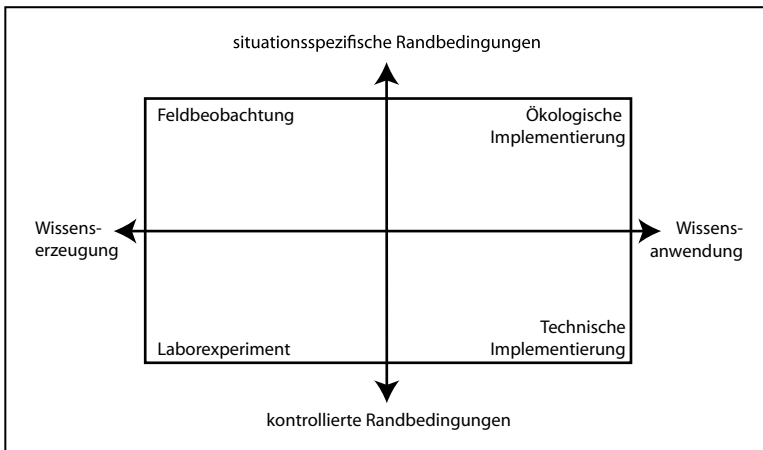 situationsspezifische Randbedingungen
Feldbeobachtung
Ökologische
Implementierung
Wissens-
erzeugung
Wissens-
anwendung
Laborexperiment
Technische
Implementierung
kontrollierte Randbedingungen